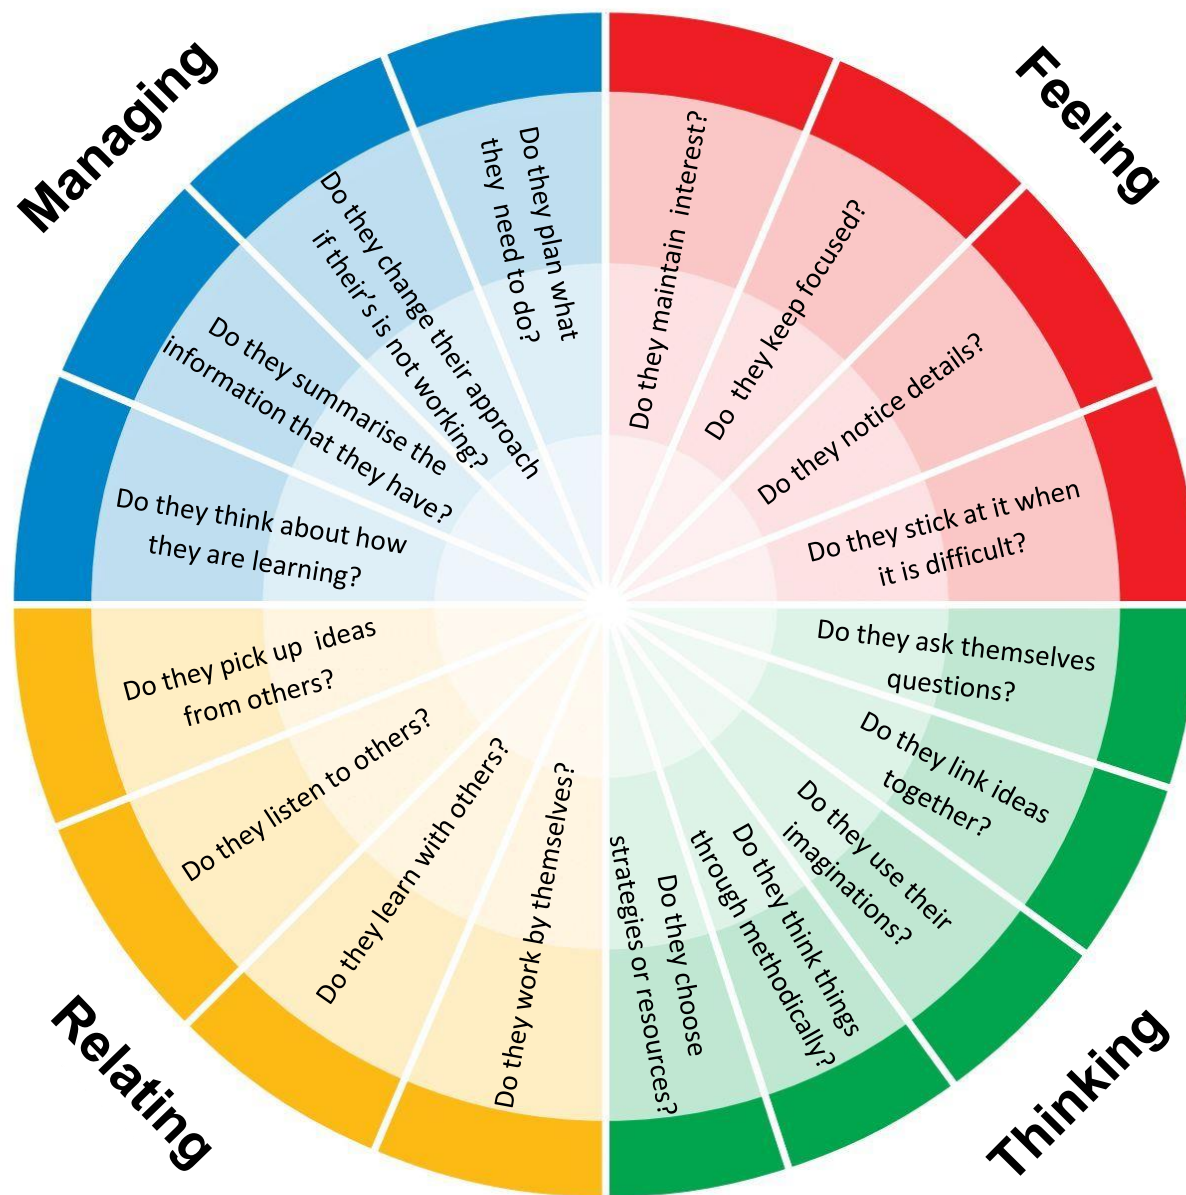 Managing
Do they plan what
they need to do?
Do they change their approach
if their's is not working?
Do they summarise the
information that they have?
Do they think about how
they are learning?
Feeling
Do they maintain interest?
Do they keep focused?
Do they notice details?
Do they stick at it when
it is difficult?
Thinking
Do they ask themselves
questions?
Do they link ideas
together?
Do they use their
imaginations?
Do they think things
through methodically?
Do they choose
strategies or resources?
Relating
Do they pick up ideas
from others?
Do they listen to others?
Do they learn with others?
Do they work by themselves?